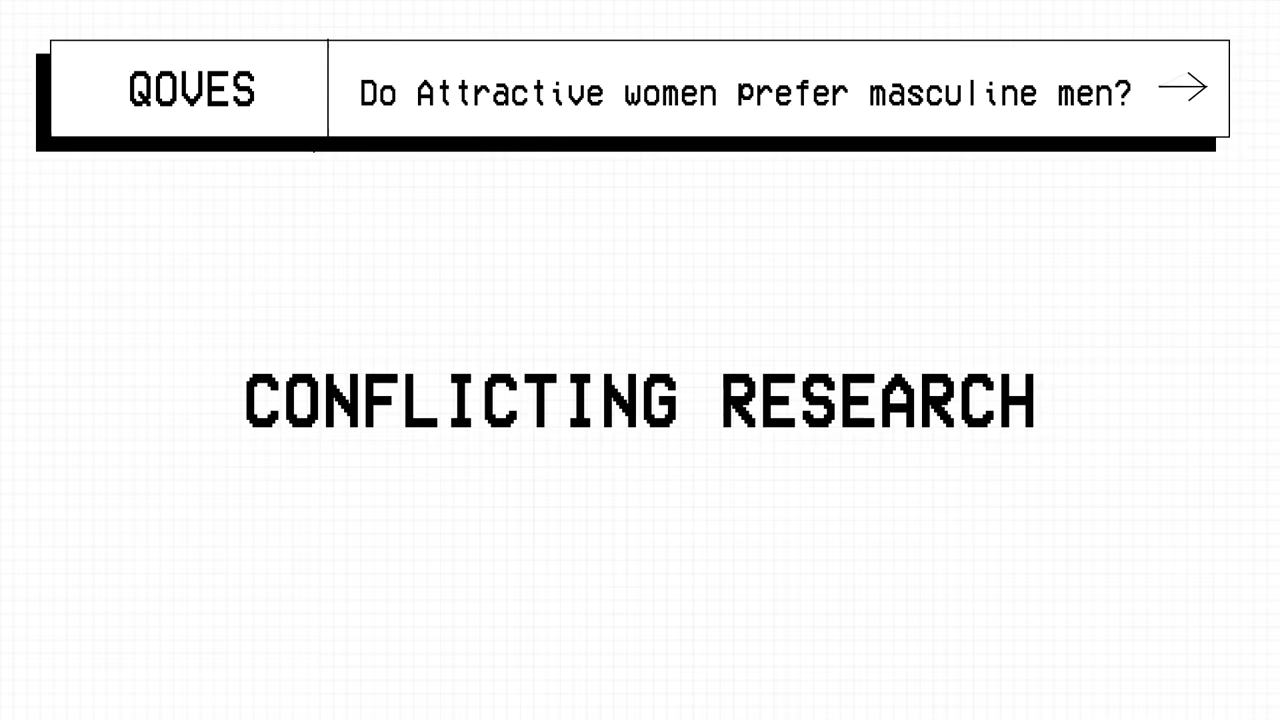 QOVES
Do Attractive women prefer masculine men?
CONFLICTING RESEARCH